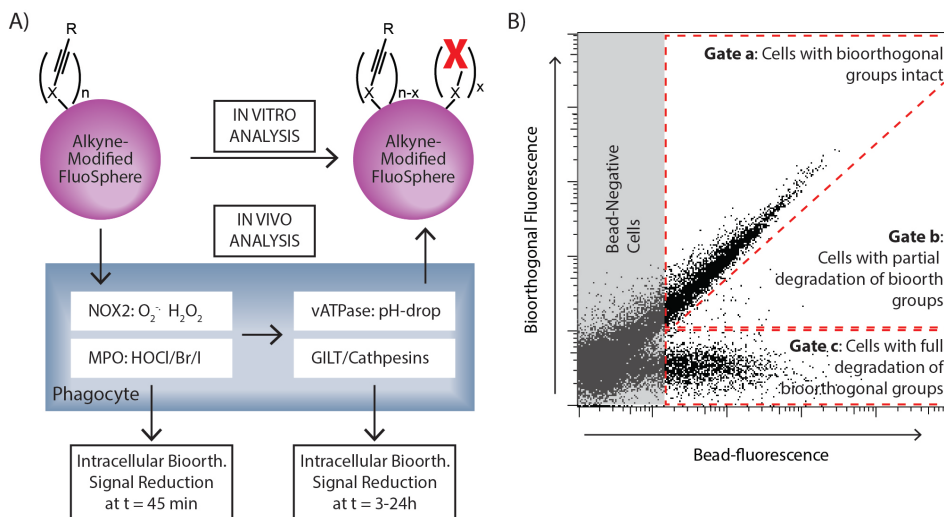 A)
R
X
n
Alkyne-
Modified
FluoSphere
IN VITRO
ANALYSIS
IN VIVO
ANALYSIS
R
X
n-x
X
X
x
Alkyne-
Modified
FluoSphere
NOX2: O2·- H2O2
MPO: HOCl/Br/I
vATPase: pH-drop
GILT/Cathpesins
Phagocyte
Intracellular Bioorth.
Signal Reduction
at t = 45 min
Intracellular Bioorth.
Signal Reduction
at t = 3-24h
B)
Bioorthogonal Fluorescence
Bead-Negative
Cells
Gate a: Cells with bioorthogonal
groups intact
Gate b:
Cells with partial
degradation of biorth
groups
Gate c: Cells with full
degradation of
bioorthogonal groups
Bead-fluorescence